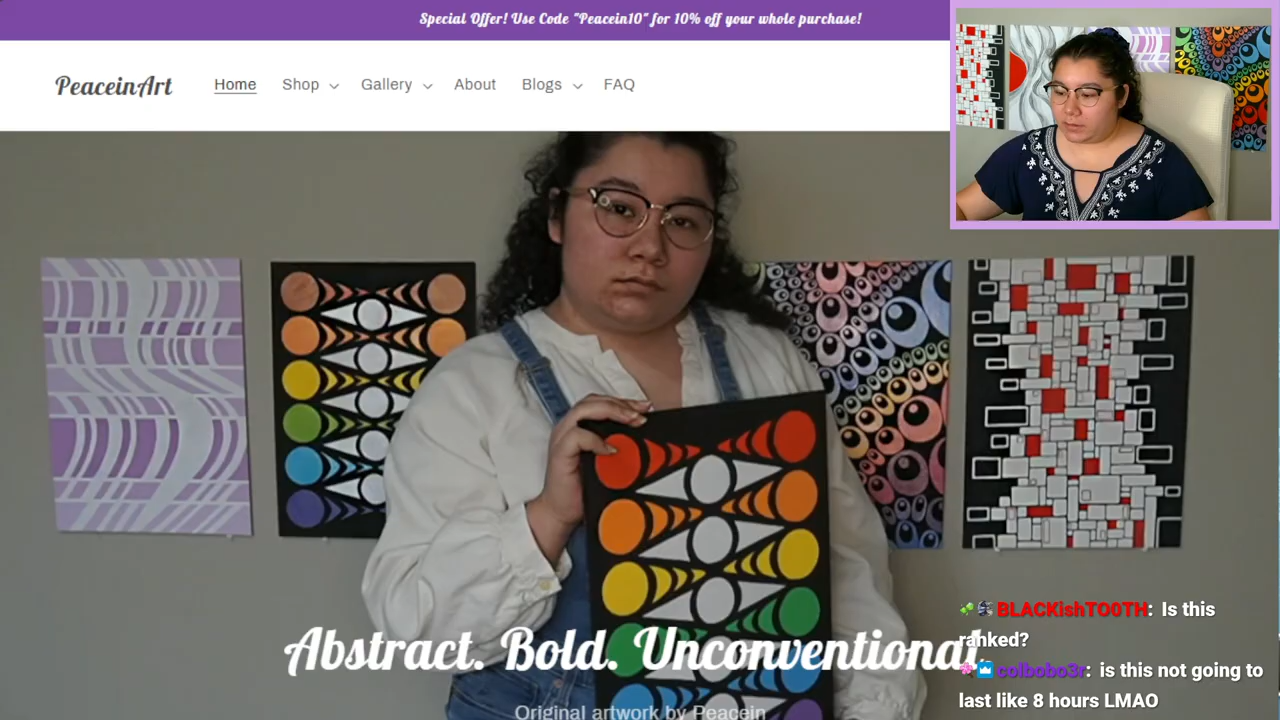 Special Offer! Use Code "Peacein10" for 10% off your whole purchase!
PeaceinArt
Home Shop Gallery About Blogs FAQ
Abstract. Bold. Unconventional.
Original artwork by Peacein
BLACKishTO0TH: Is this
ranked?
colbobo3r: is this not going to
last like 8 hours LMAO